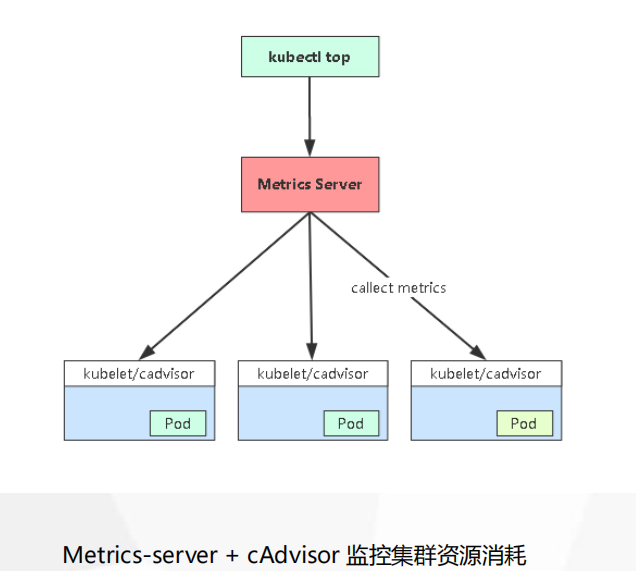 kubectl top
Metrics Server
callect metrics
kubelet/cadvisor
kubelet/cadvisor
kubelet/cadvisor
Pod
Pod
Pod
Metrics-server + cAdvisor 监控集群资源消耗